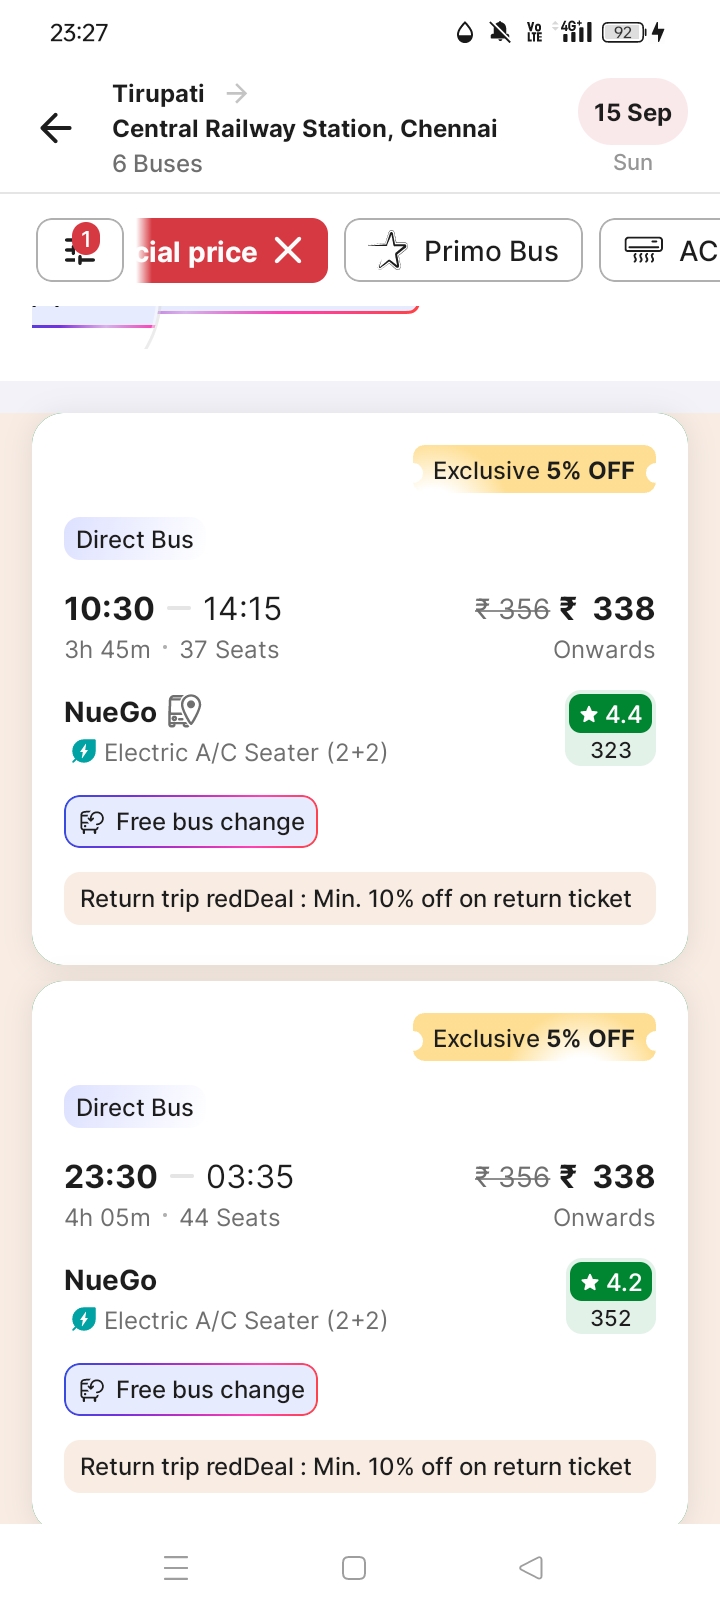 23:27
Vo LTE 4G+ 92
Tirupati
Central Railway Station, Chennai
6 Buses
15 Sep
Sun
1
cial price
Primo Bus
AC
Exclusive 5% OFF
Direct Bus
10:30 — 14:15
₹ 356 ₹ 338
3h 45m · 37 Seats
Onwards
NueGo
4.4
Electric A/C Seater (2+2)
323
Free bus change
Return trip redDeal : Min. 10% off on return ticket
Exclusive 5% OFF
Direct Bus
23:30 — 03:35
₹ 356 ₹ 338
4h 05m · 44 Seats
Onwards
NueGo
4.2
Electric A/C Seater (2+2)
352
Free bus change
Return trip redDeal : Min. 10% off on return ticket